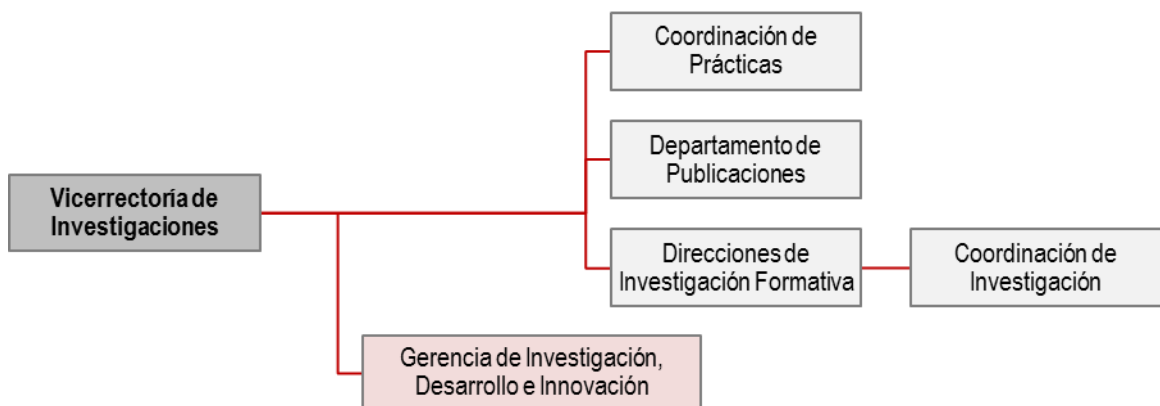 Coordinación de
Prácticas
Departamento de
Publicaciones
Vicerrectoría de
Investigaciones
Direcciones de
Investigación Formativa
Coordinación de
Investigación
Gerencia de Investigación,
Desarrollo e Innovación